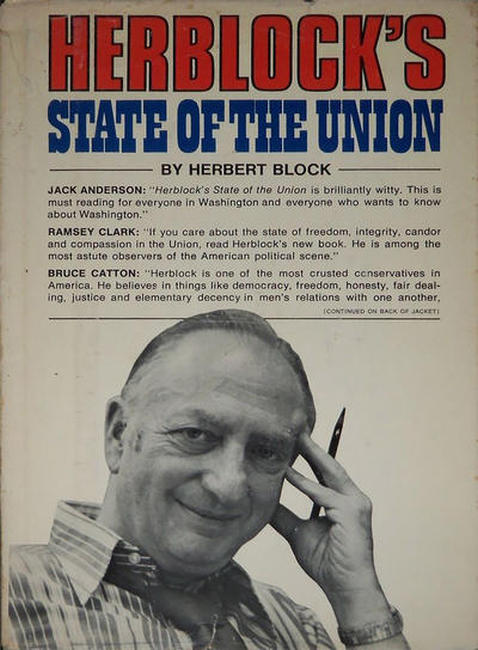 HERBLOCK'S
STATE OF THE UNION
BY HERBERT BLOCK
JACK ANDERSON: "Herblock's State of the Union is brilliantly witty. This is
must reading for everyone in Washington and everyone who wants to know
about Washington."
RAMSEY CLARK: "If you care about the state of freedom, integrity, candor
and compassion in the Union, read Herblock's new book. He is among the
most astute observers of the American political scene."
BRUCE CATTON: "Herblock is one of the most crusted conservatives in
America. He believes in things like democracy, freedom, honesty, fair deal-
ing, justice and elementary decency in men's relations with one another,
(CONTINUED ON BACK OF JACKET)